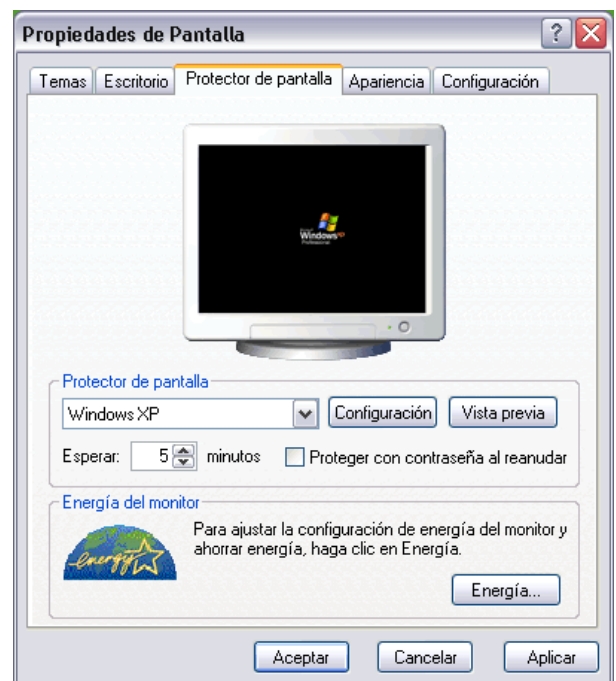 Propiedades de Pantalla
Temas Escritorio Protector de pantalla Apariencia Configuración
Windows XP
Professional
Protector de pantalla
Windows XP Configuración Vista previa
Esperar: 5 minutos Proteger con contraseña al reanudar
Energía del monitor
energy
Para ajustar la configuración de energía del monitor y
ahorrar energía, haga clic en Energía.
Energía...
Aceptar Cancelar Aplicar